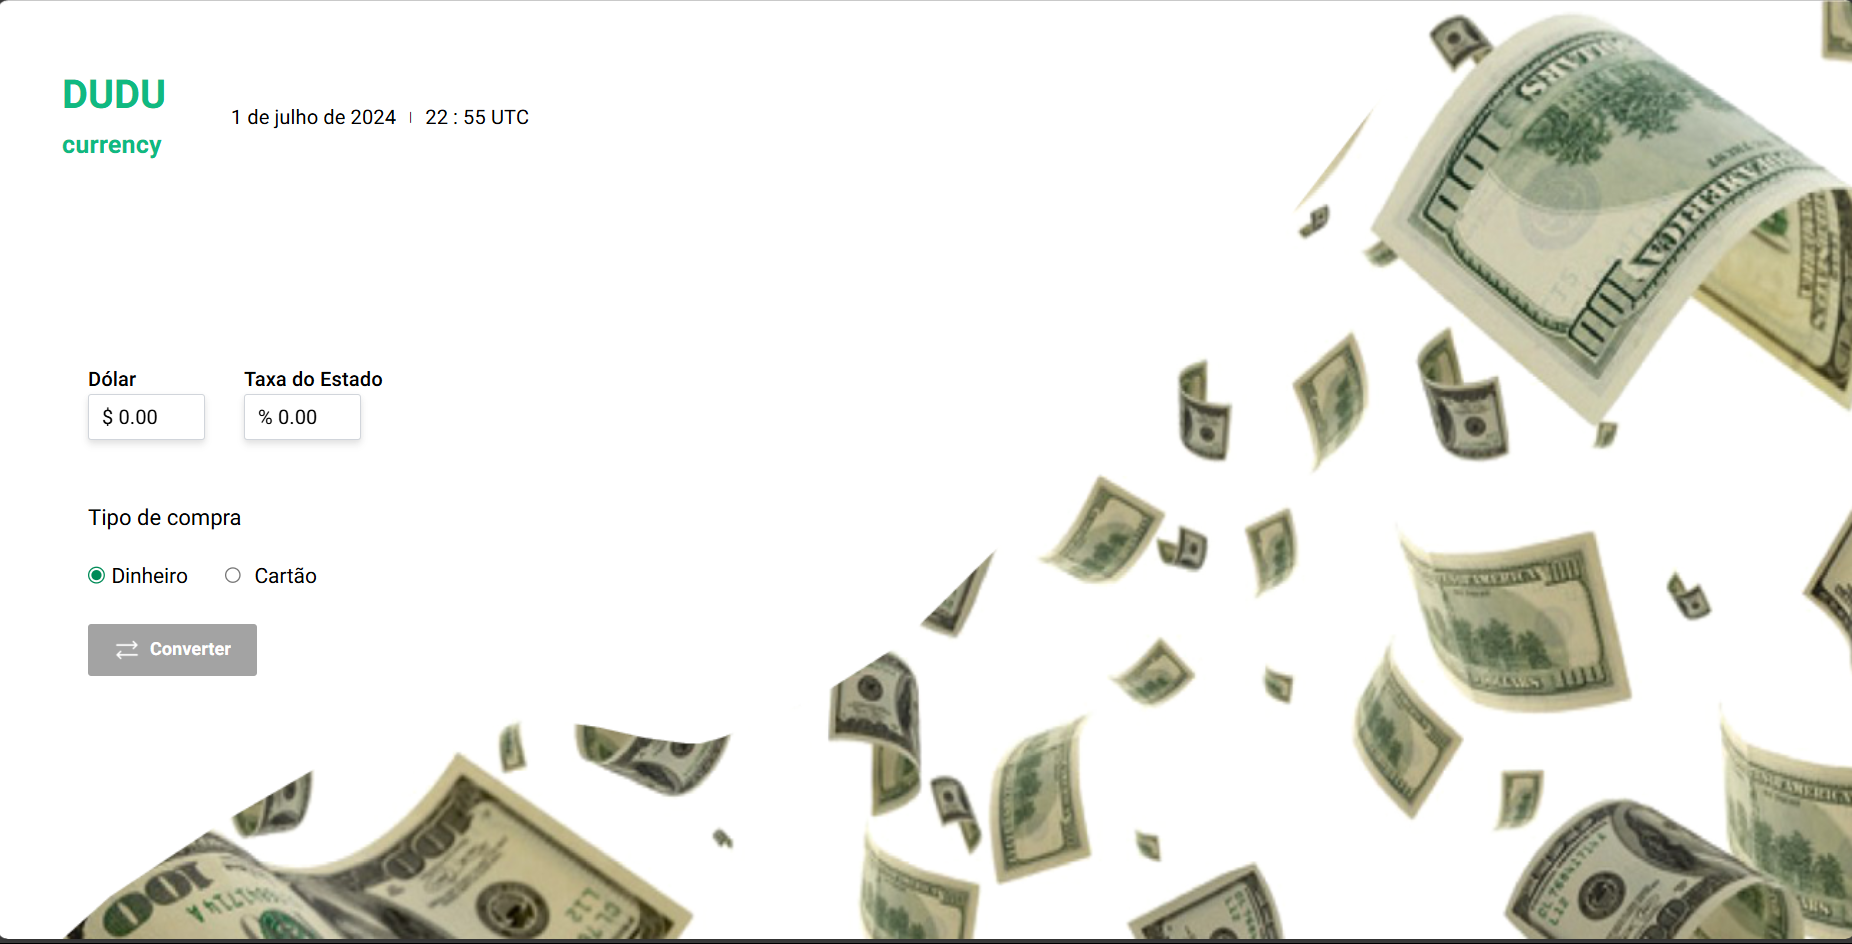 DUDU
currency
1 de julho de 2024 | 22 : 55 UTC
Dólar
Taxa do Estado
$ 0.00
% 0.00
Tipo de compra
Dinheiro
Cartão
Converter